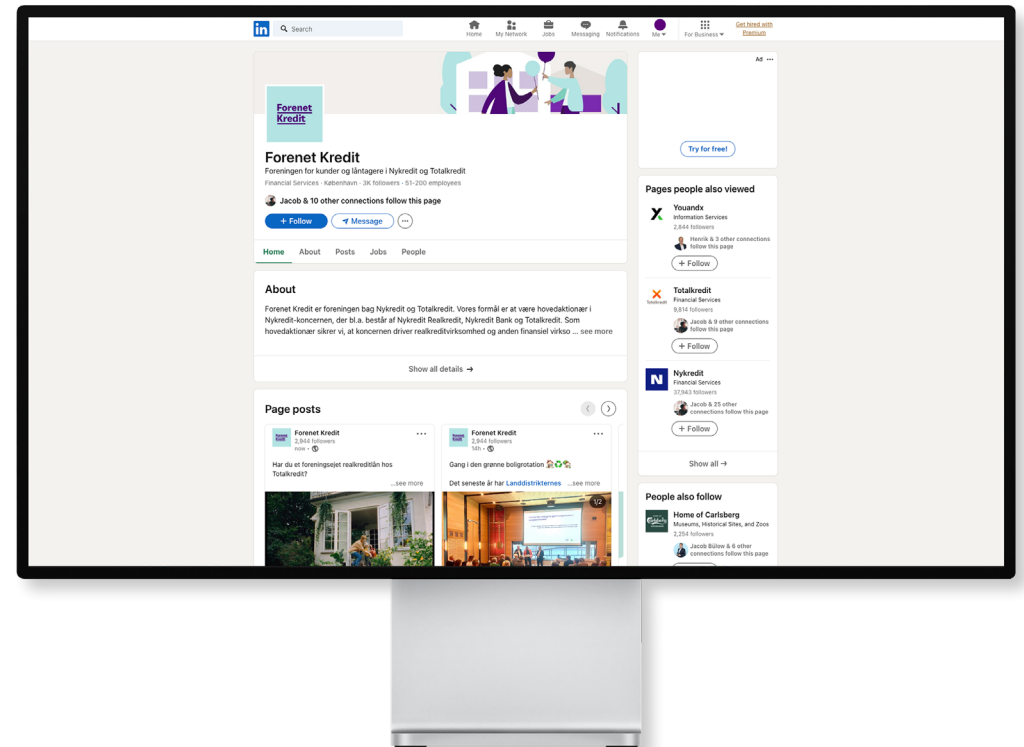 in
Search
Home
My Network
Jobs
Messaging
Notifications
Me
For Business
Get hired with
Premium
Forenet
Kredit
Forenet Kredit
Foreningen for kunder og låntagere i Nykredit og Totalkredit
Financial Services · København · 3K followers · 51-200 employees
Jacob & 10 other connections follow this page
+ Follow
Message
Home
About
Posts
Jobs
People
About
Forenet Kredit er foreningen bag Nykredit og Totalkredit. Vores formål er at være hovedaktionær i
Nykredit-koncernen, der bl.a. består af Nykredit Realkredit, Nykredit Bank og Totalkredit. Som
hovedaktionær sikrer vi, at koncernen driver realkreditvirksomhed og anden finansiel virkso ... see more
Show all details →
Page posts
Forenet Kredit
2,944 followers
now •
Har du et foreningsejet realkreditlån hos
Totalkredit?
...see more
Forenet Kredit
2,944 followers
14h •
Gang i den grønne boligrotation 🏡♻️🏡
Det seneste år har Landdistrikternes ...see more
1/2
Ad
Try for free!
Pages people also viewed
Youandx
Information Services
2,844 followers
Henrik & 3 other connections
follow this page
+ Follow
Totalkredit
Totalkredit
Financial Services
9,814 followers
Jacob & 9 other connections
follow this page
+ Follow
N
Nykredit
Financial Services
37,943 followers
Jacob & 25 other
connections follow this page
+ Follow
Show all →
People also follow
Carlsberg
Home of Carlsberg
Museums, Historical Sites, and Zoos
2,254 followers
Jacob Bülow & 6 other
connections follow this page